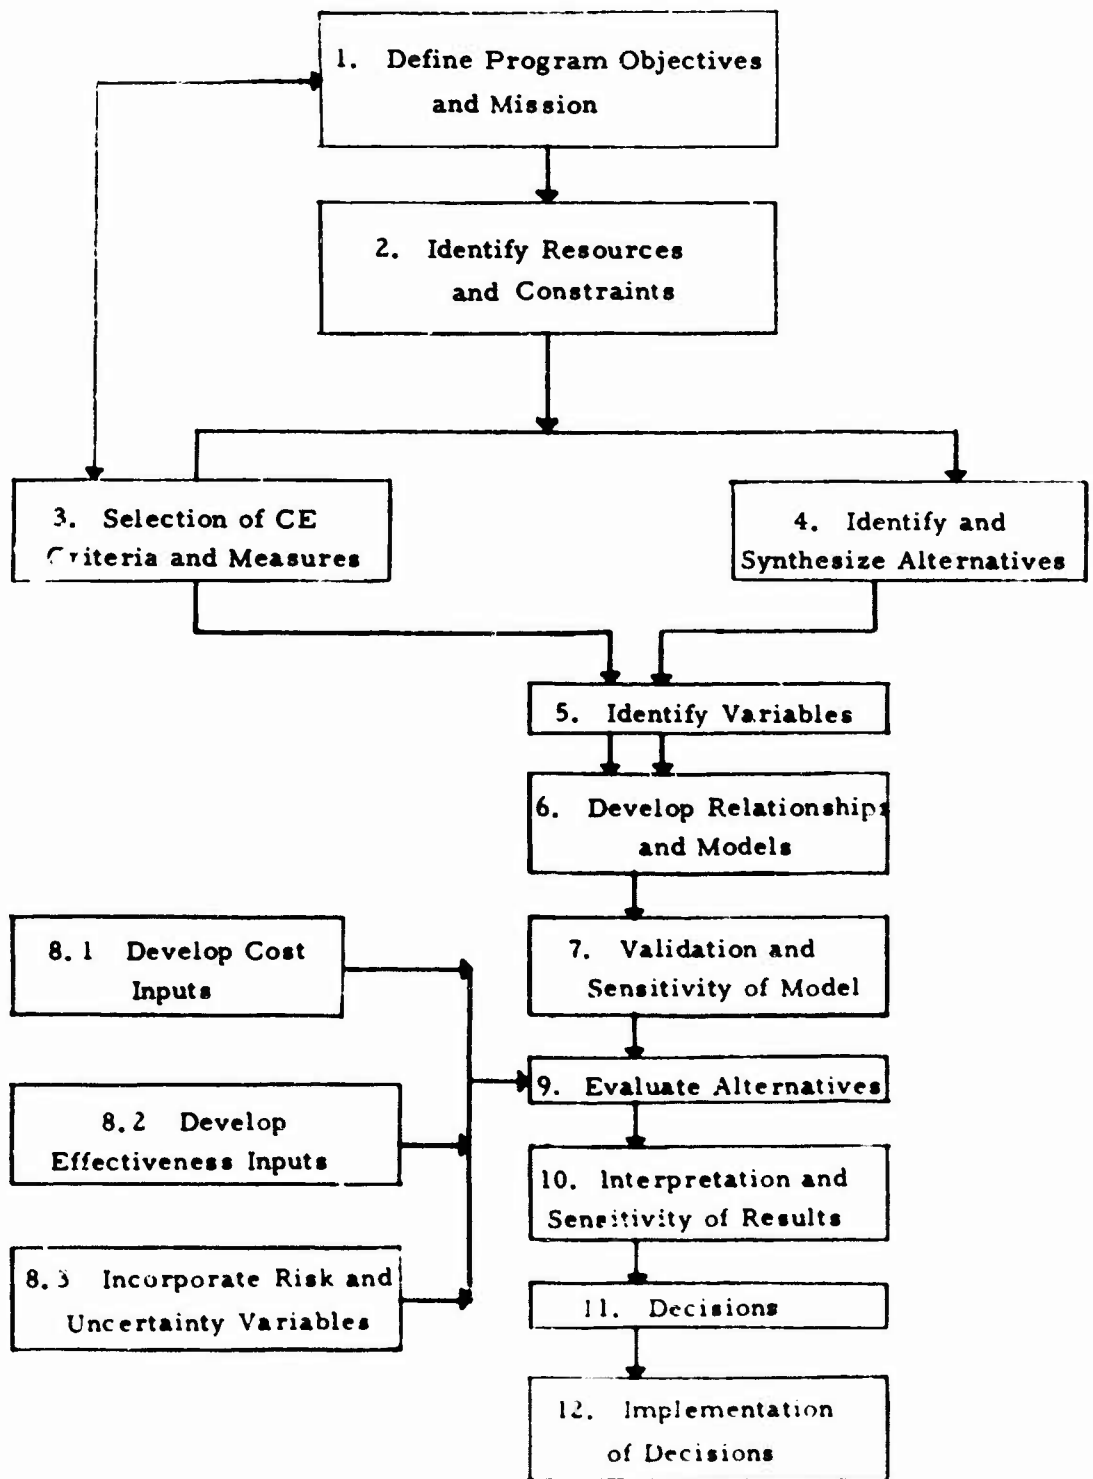 1. Define Program Objectives
and Mission
2. Identify Resources
and Constraints
3. Selection of CE
Criteria and Measures
4. Identify and
Synthesize Alternatives
5. Identify Variables
6. Develop Relationships
and Models
7. Validation and
Sensitivity of Model
8.1 Develop Cost
Inputs
8.2 Develop
Effectiveness Inputs
8.3 Incorporate Risk and
Uncertainty Variables
9. Evaluate Alternatives
10. Interpretation and
Sensitivity of Results
11. Decisions
12. Implementation
of Decisions